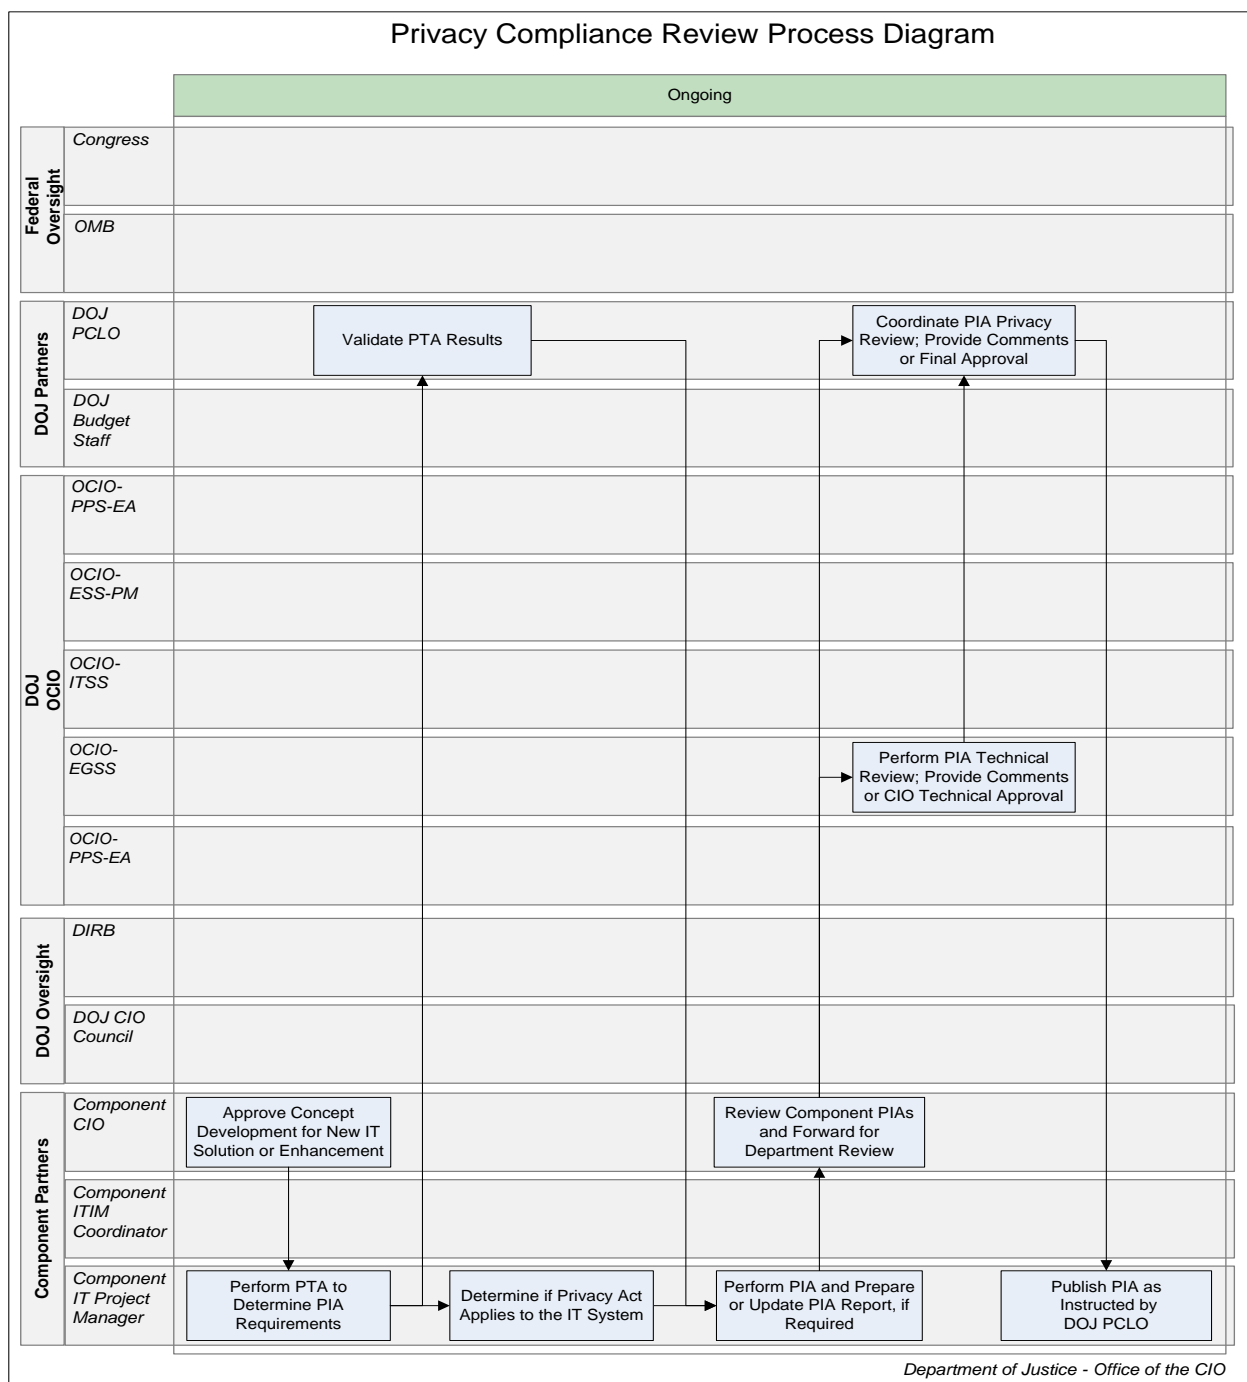 Privacy Compliance Review Process Diagram
Ongoing
Federal
Oversight
Congress
OMB
DOJ Partners
DOJ
PCLO
Validate PTA Results
Coordinate PIA Privacy
Review; Provide Comments
or Final Approval
DOJ
Budget
Staff
DOJ
OCIO
OCIO-
PPS-EA
OCIO-
ESS-PM
OCIO-
ITSS
OCIO-
EGSS
Perform PIA Technical
Review; Provide Comments
or CIO Technical Approval
OCIO-
PPS-EA
DOJ Oversight
DIRB
DOJ CIO
Council
Component Partners
Component
CIO
Approve Concept
Development for New IT
Solution or Enhancement
Review Component PIAs
and Forward for
Department Review
Component
ITIM
Coordinator
Component
IT Project
Manager
Perform PTA to
Determine PIA
Requirements
Determine if Privacy Act
Applies to the IT System
Perform PIA and Prepare
or Update PIA Report, if
Required
Publish PIA as
Instructed by
DOJ PCLO
Department of Justice - Office of the CIO